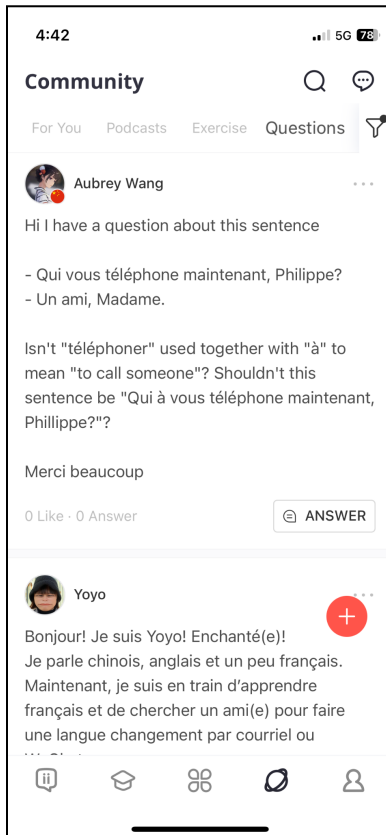 4:42
5G 78
Community
For You Podcasts Exercise Questions
Aubrey Wang
Hi I have a question about this sentence
- Qui vous téléphone maintenant, Philippe?
- Un ami, Madame.
Isn't "téléphoner" used together with "à" to
mean "to call someone"? Shouldn't this
sentence be "Qui à vous téléphone maintenant,
Phillippe?"?
Merci beaucoup
0 Like · 0 Answer
ANSWER
Yoyo
Bonjour! Je suis Yoyo! Enchanté(e)!
Je parle chinois, anglais et un peu français.
Maintenant, je suis en train d'apprendre
français et de chercher un ami(e) pour faire
une langue changement par courriel ou